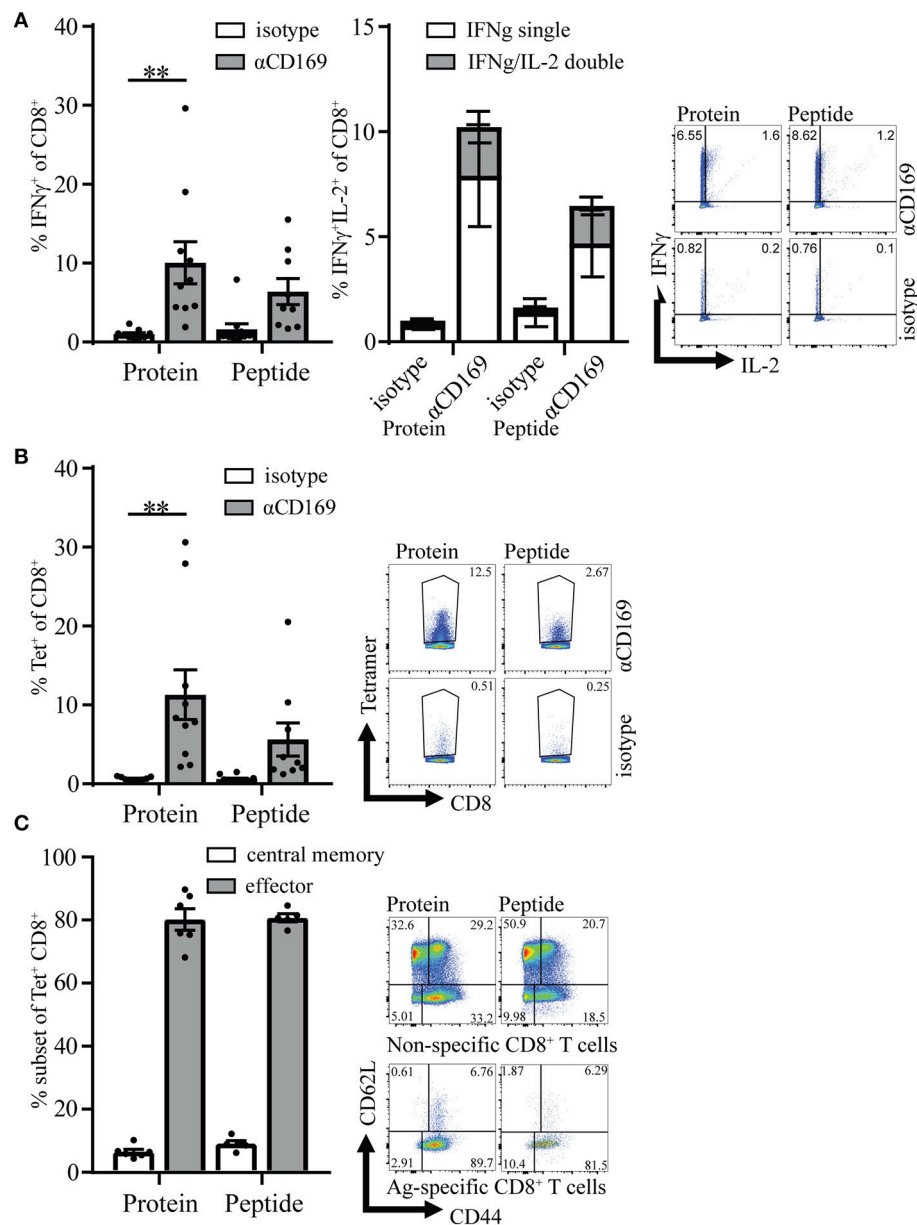 A
% IFNγ+ of CD8+
40
30
20
10
0
isotype
αCD169
**
Protein
Peptide
% IFNγ+IL-2+ of CD8+
15
10
5
0
IFNg single
IFNg/IL-2 double
isotype
αCD169
isotype
αCD169
Protein
Peptide
Protein
Peptide
6.55
1.6
8.62
1.2
αCD169
0.82
0.2
0.76
0.1
isotype
IFNγ
IL-2
B
% Tet+ of CD8+
40
30
20
10
0
isotype
αCD169
**
Protein
Peptide
Protein
Peptide
12.5
2.67
αCD169
0.51
0.25
isotype
Tetramer
CD8
C
% subset of Tet+ CD8+
100
80
60
40
20
0
central memory
effector
Protein
Peptide
Protein
Peptide
32.6
29.2
50.9
20.7
5.01
33.2
9.98
18.5
Non-specific CD8+ T cells
0.61
6.76
1.87
6.29
2.91
89.7
10.4
81.5
Ag-specific CD8+ T cells
CD62L
CD44